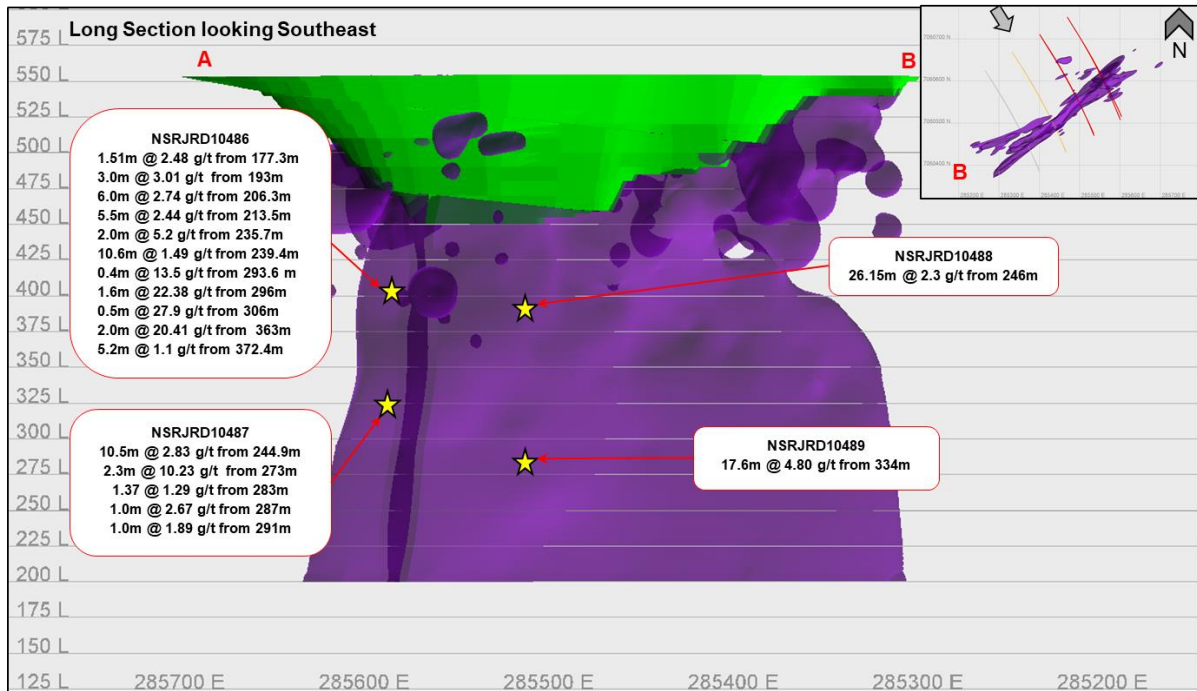 Long Section looking Southeast
575 L
550 L
525 L
500 L
475 L
450 L
425 L
400 L
375 L
350 L
325 L
300 L
275 L
250 L
225 L
200 L
175 L
150 L
125 L
A
B
NSRJRD10486
1.51m @ 2.48 g/t from 177.3m
3.0m @ 3.01 g/t from 193m
6.0m @ 2.74 g/t from 206.3m
5.5m @ 2.44 g/t from 213.5m
2.0m @ 5.2 g/t from 235.7m
10.6m @ 1.49 g/t from 239.4m
0.4m @ 13.5 g/t from 293.6 m
1.6m @ 22.38 g/t from 296m
0.5m @ 27.9 g/t from 306m
2.0m @ 20.41 g/t from 363m
5.2m @ 1.1 g/t from 372.4m
NSRJRD10488
26.15m @ 2.3 g/t from 246m
NSRJRD10487
10.5m @ 2.83 g/t from 244.9m
2.3m @ 10.23 g/t from 273m
1.37 @ 1.29 g/t from 283m
1.0m @ 2.67 g/t from 287m
1.0m @ 1.89 g/t from 291m
NSRJRD10489
17.6m @ 4.80 g/t from 334m
285700 E
285600 E
285500 E
285400 E
285300 E
285200 E
N
B